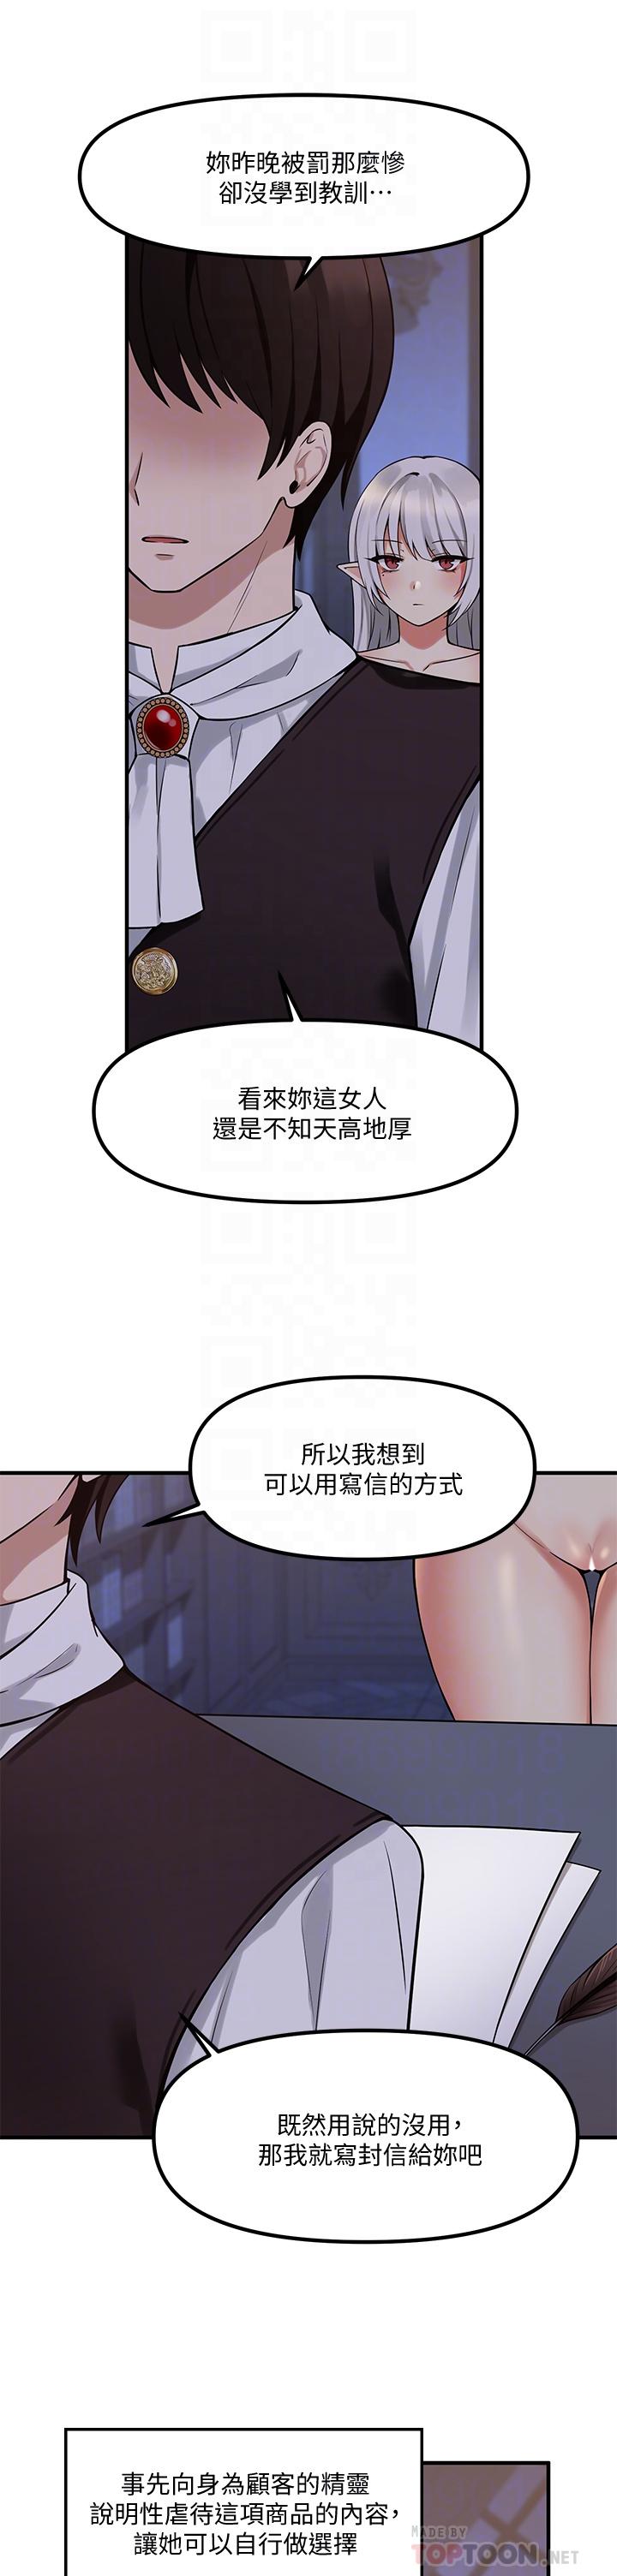 妳昨晚被罰那麼慘
卻沒學到教訓…
看來妳這女人
還是不知天高地厚
所以我想到
可以用寫信的方式
既然用說的沒用，
那我就寫封信給妳吧
事先向身為顧客的精靈
說明性虐待這項商品的內容，
讓她可以自行做選擇
MADE BY
TOPTOON.NET